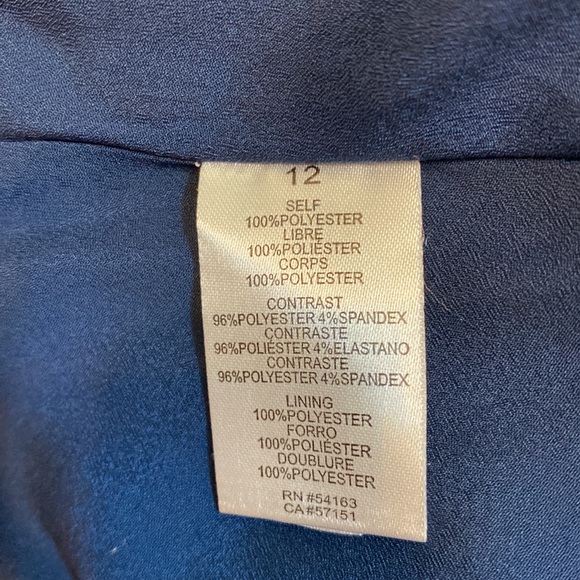 12
SELF
100%POLYESTER
LIBRE
100%POLIÉSTER
CORPS
100%POLYESTER
CONTRAST
96%POLYESTER 4%SPANDEX
CONTRASTE
96%POLIÉSTER 4%ELASTANO
CONTRASTE
96%POLYESTER 4%SPANDEX
LINING
100%POLYESTER
FORRO
100%POLIÉSTER
DOUBLURE
100%POLYESTER
RN #54163
CA #57151